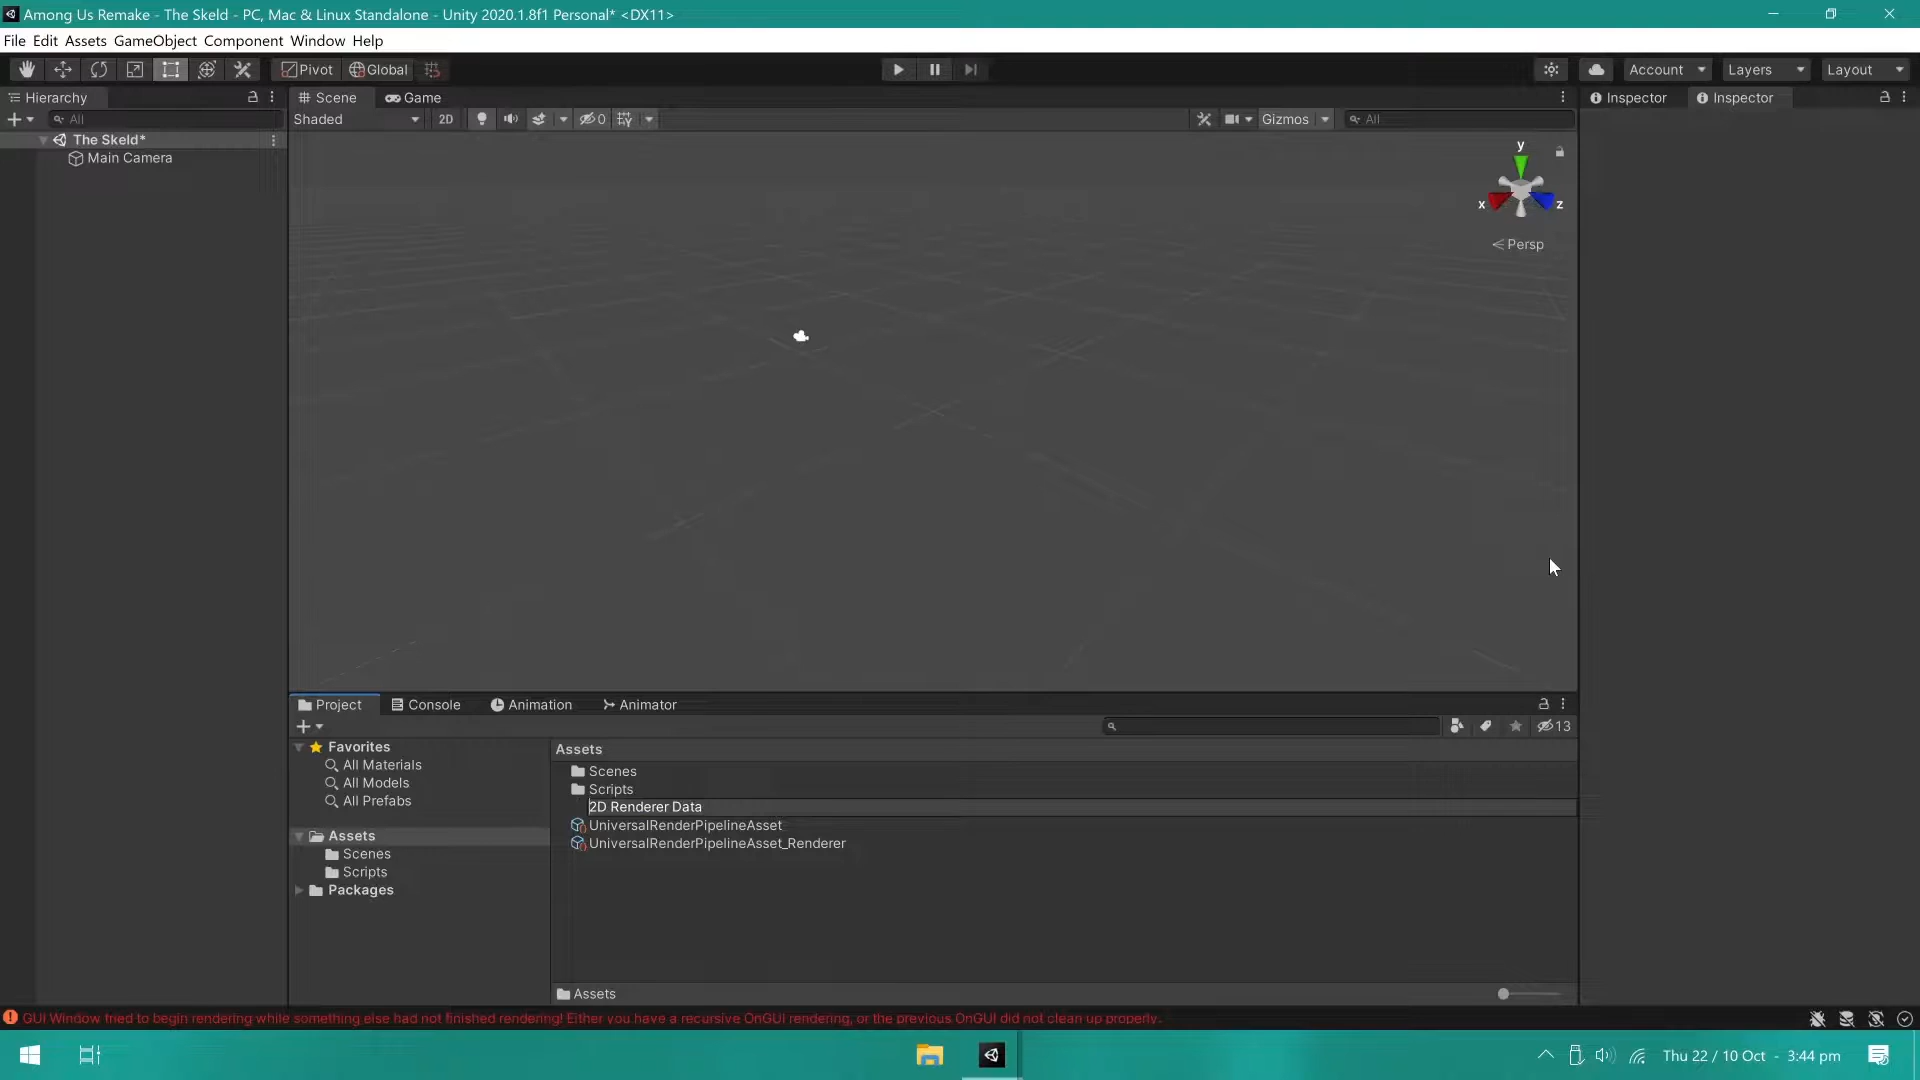 Among Us Remake - The Skeld - PC, Mac & Linux Standalone - Unity 2020.1.8f1 Personal* <DX11>
File Edit Assets GameObject Component Window Help
Pivot Global Account Layers Layout
Hierarchy Scene Game Inspector Inspector
All Shaded 2D 0 Gizmos All
The Skeld*
Main Camera
y
x z
Persp
Project Console Animation Animator
13
Favorites
All Materials
All Models
All Prefabs
Assets
Scenes
Scripts
Packages
Assets
Scenes
Scripts
2D Renderer Data
UniversalRenderPipelineAsset
UniversalRenderPipelineAsset_Renderer
Assets
GUI Window tried to begin rendering while something else had not finished rendering! Either you have a recursive OnGUI rendering, or the previous OnGUI did not clean up properly.
Thu 22 / 10 Oct - 3:44 pm